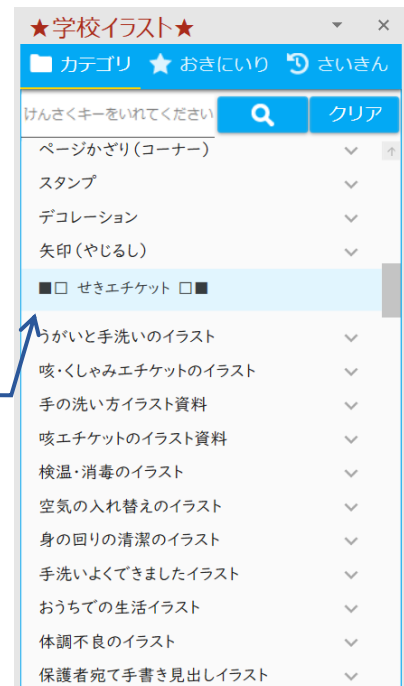 ★学校イラスト★
カテゴリ ★ おきにいり さいきん
けんさくキーをいれてください クリア
ページかざり(コーナー)
スタンプ
デコレーション
矢印(やじるし)
■□ せきエチケット □■
うがいと手洗いのイラスト
咳・くしゃみエチケットのイラスト
手の洗い方イラスト資料
咳エチケットのイラスト資料
検温・消毒のイラスト
空気の入れ替えのイラスト
身の回りの清潔のイラスト
手洗いよくできましたイラスト
おうちでの生活イラスト
体調不良のイラスト
保護者宛て手書き見出しイラスト